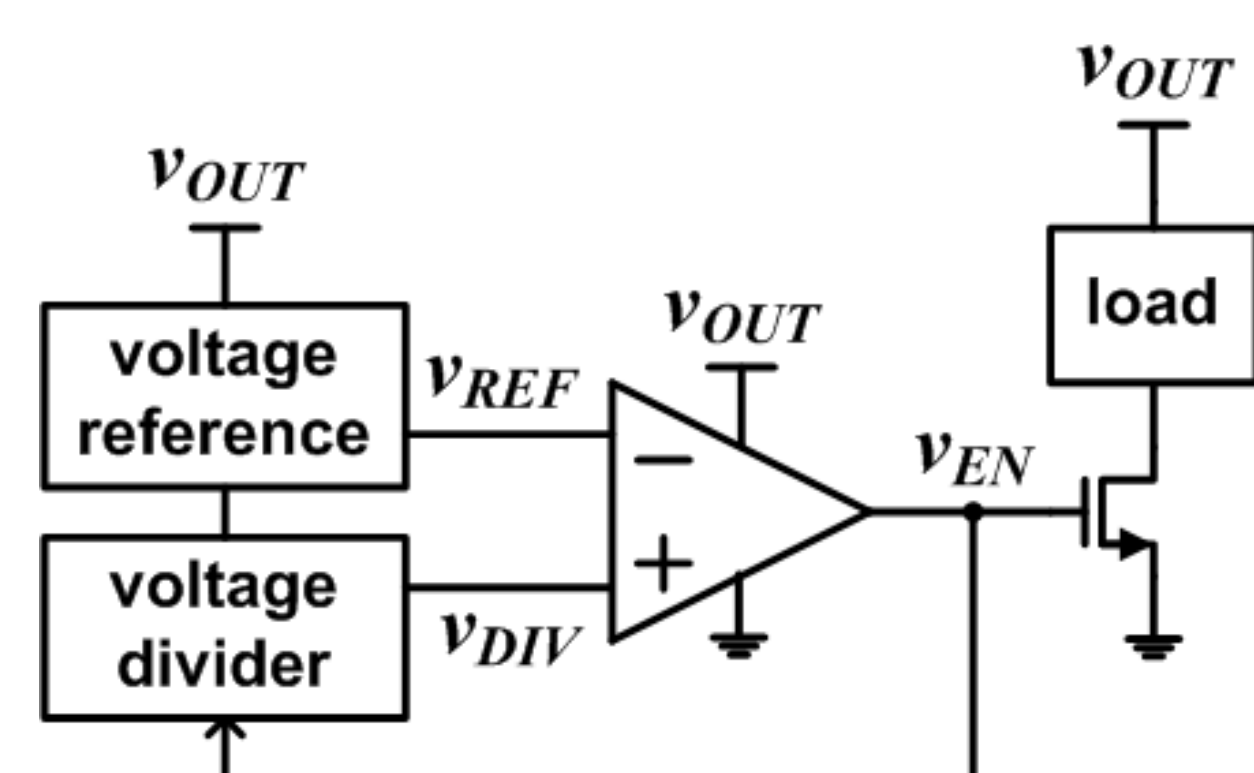 vOUT
vOUT
vOUT
voltage
reference
vREF
load
vEN
−
+
voltage
divider
vDIV